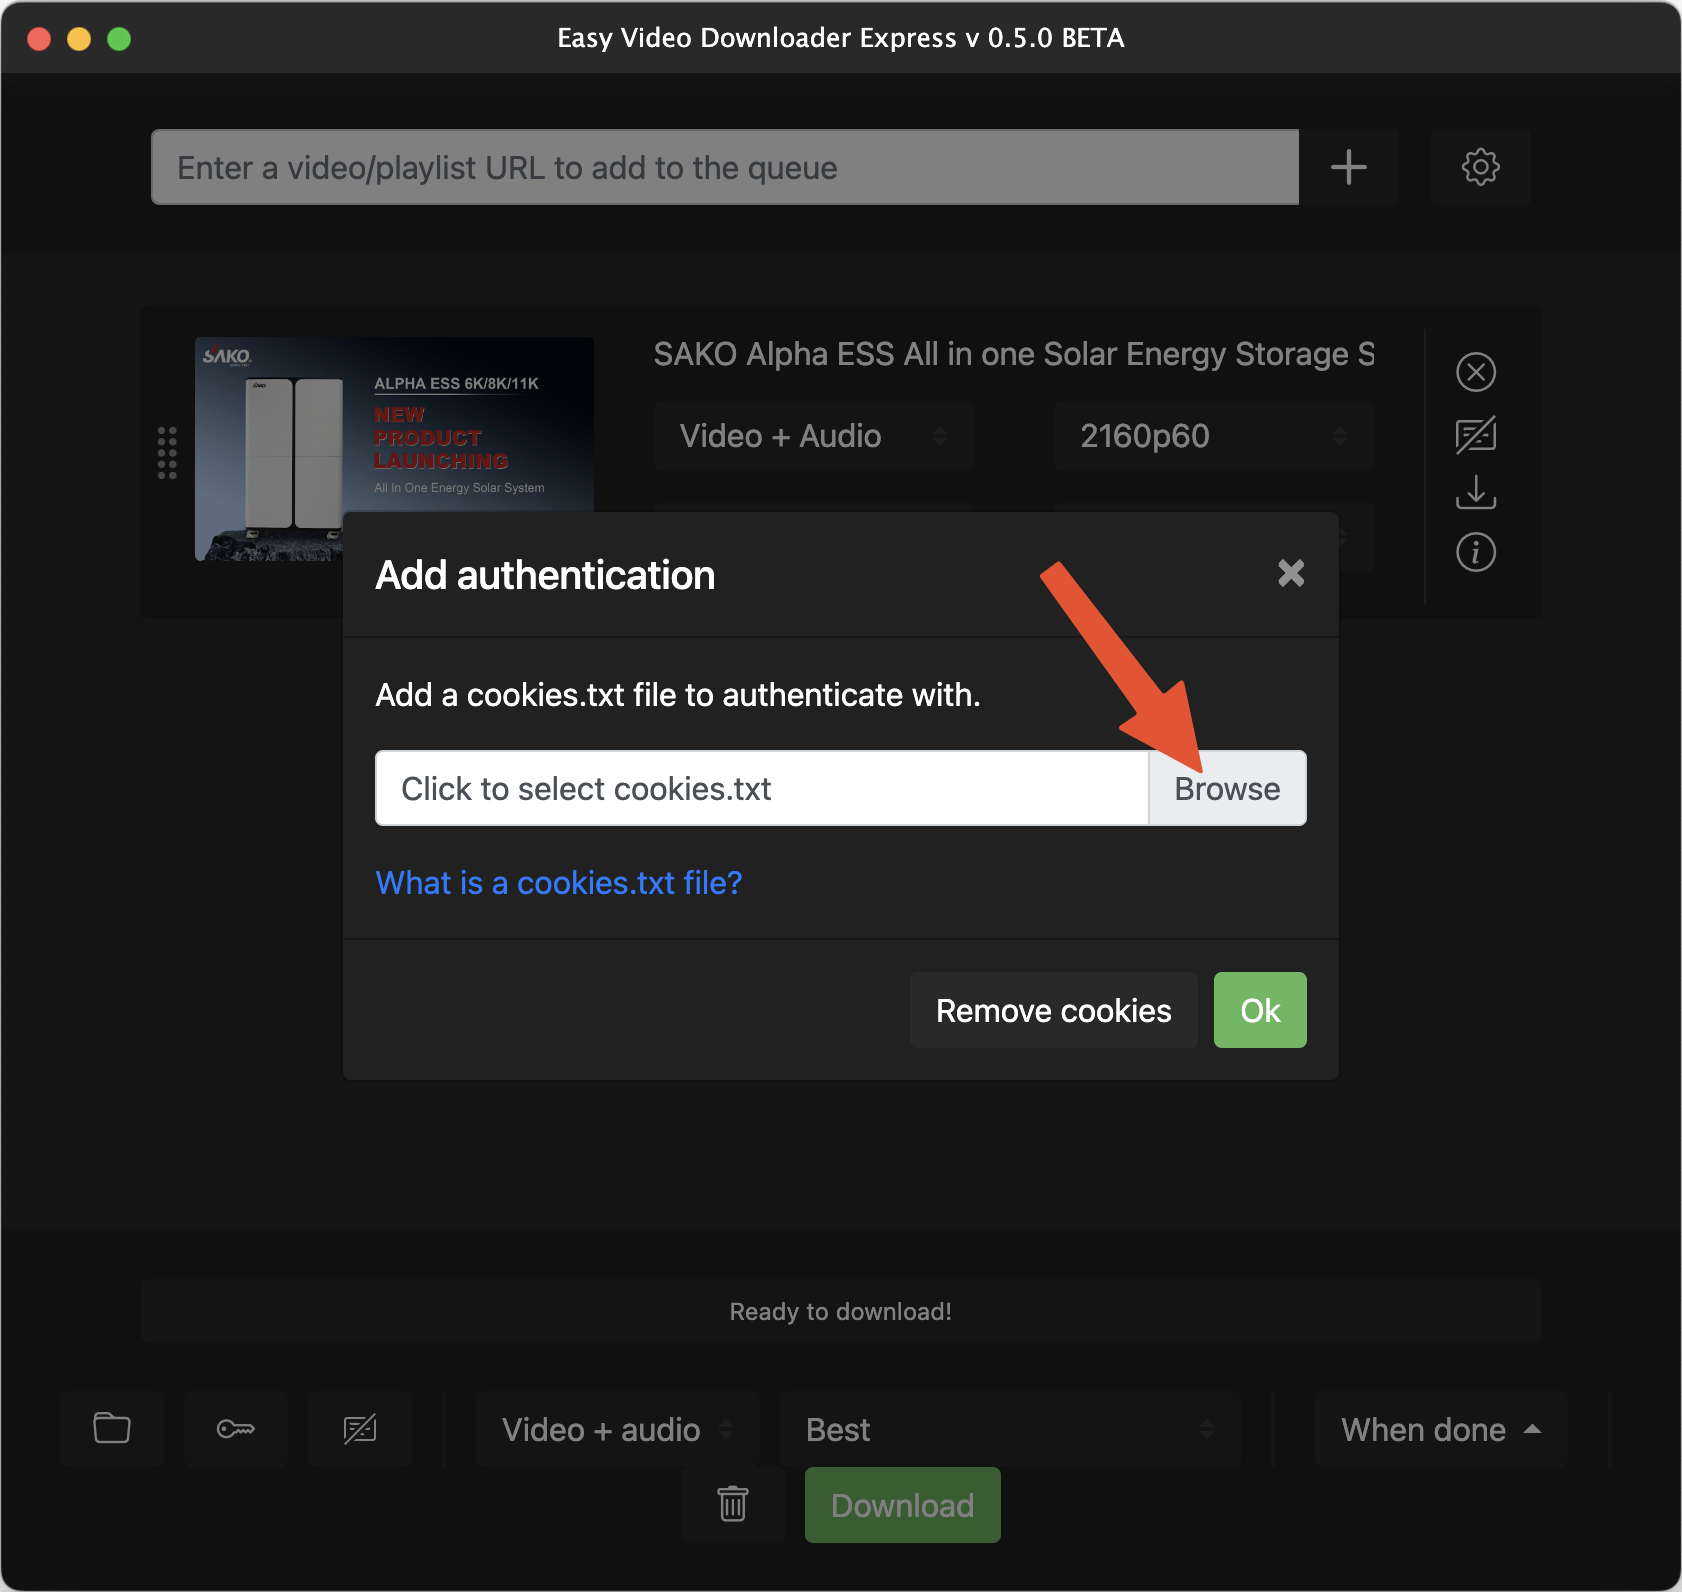 Easy Video Downloader Express v 0.5.0 BETA
Enter a video/playlist URL to add to the queue
SAKO
ALPHA ESS 6K/8K/11K
NEW
PRODUCT
LAUNCHING
All In One Energy Solar System
SAKO Alpha ESS All in one Solar Energy Storage S
Video + Audio
2160p60
Add authentication
Add a cookies.txt file to authenticate with.
Click to select cookies.txt
Browse
What is a cookies.txt file?
Remove cookies
Ok
Ready to download!
Video + audio
Best
When done
Download